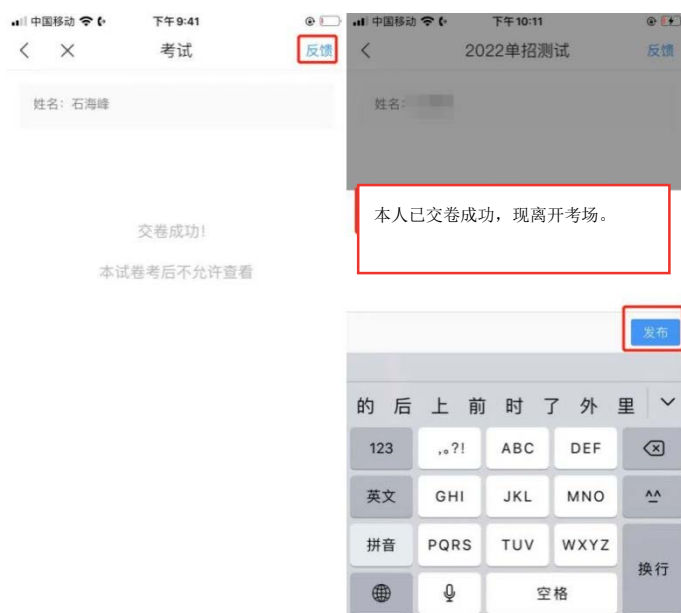 中国移动 下午9:41
考试 反馈
姓名：石海峰
交卷成功！
本试卷考后不允许查看
中国移动 下午10:11
2022单招测试 反馈
姓名：
本人已交卷成功，现离开考场。
发布
的 后 上 前 时 了 外 里
123 ,。?! ABC DEF
英文 GHI JKL MNO ^^
拼音 PQRS TUV WXYZ
换行
空格